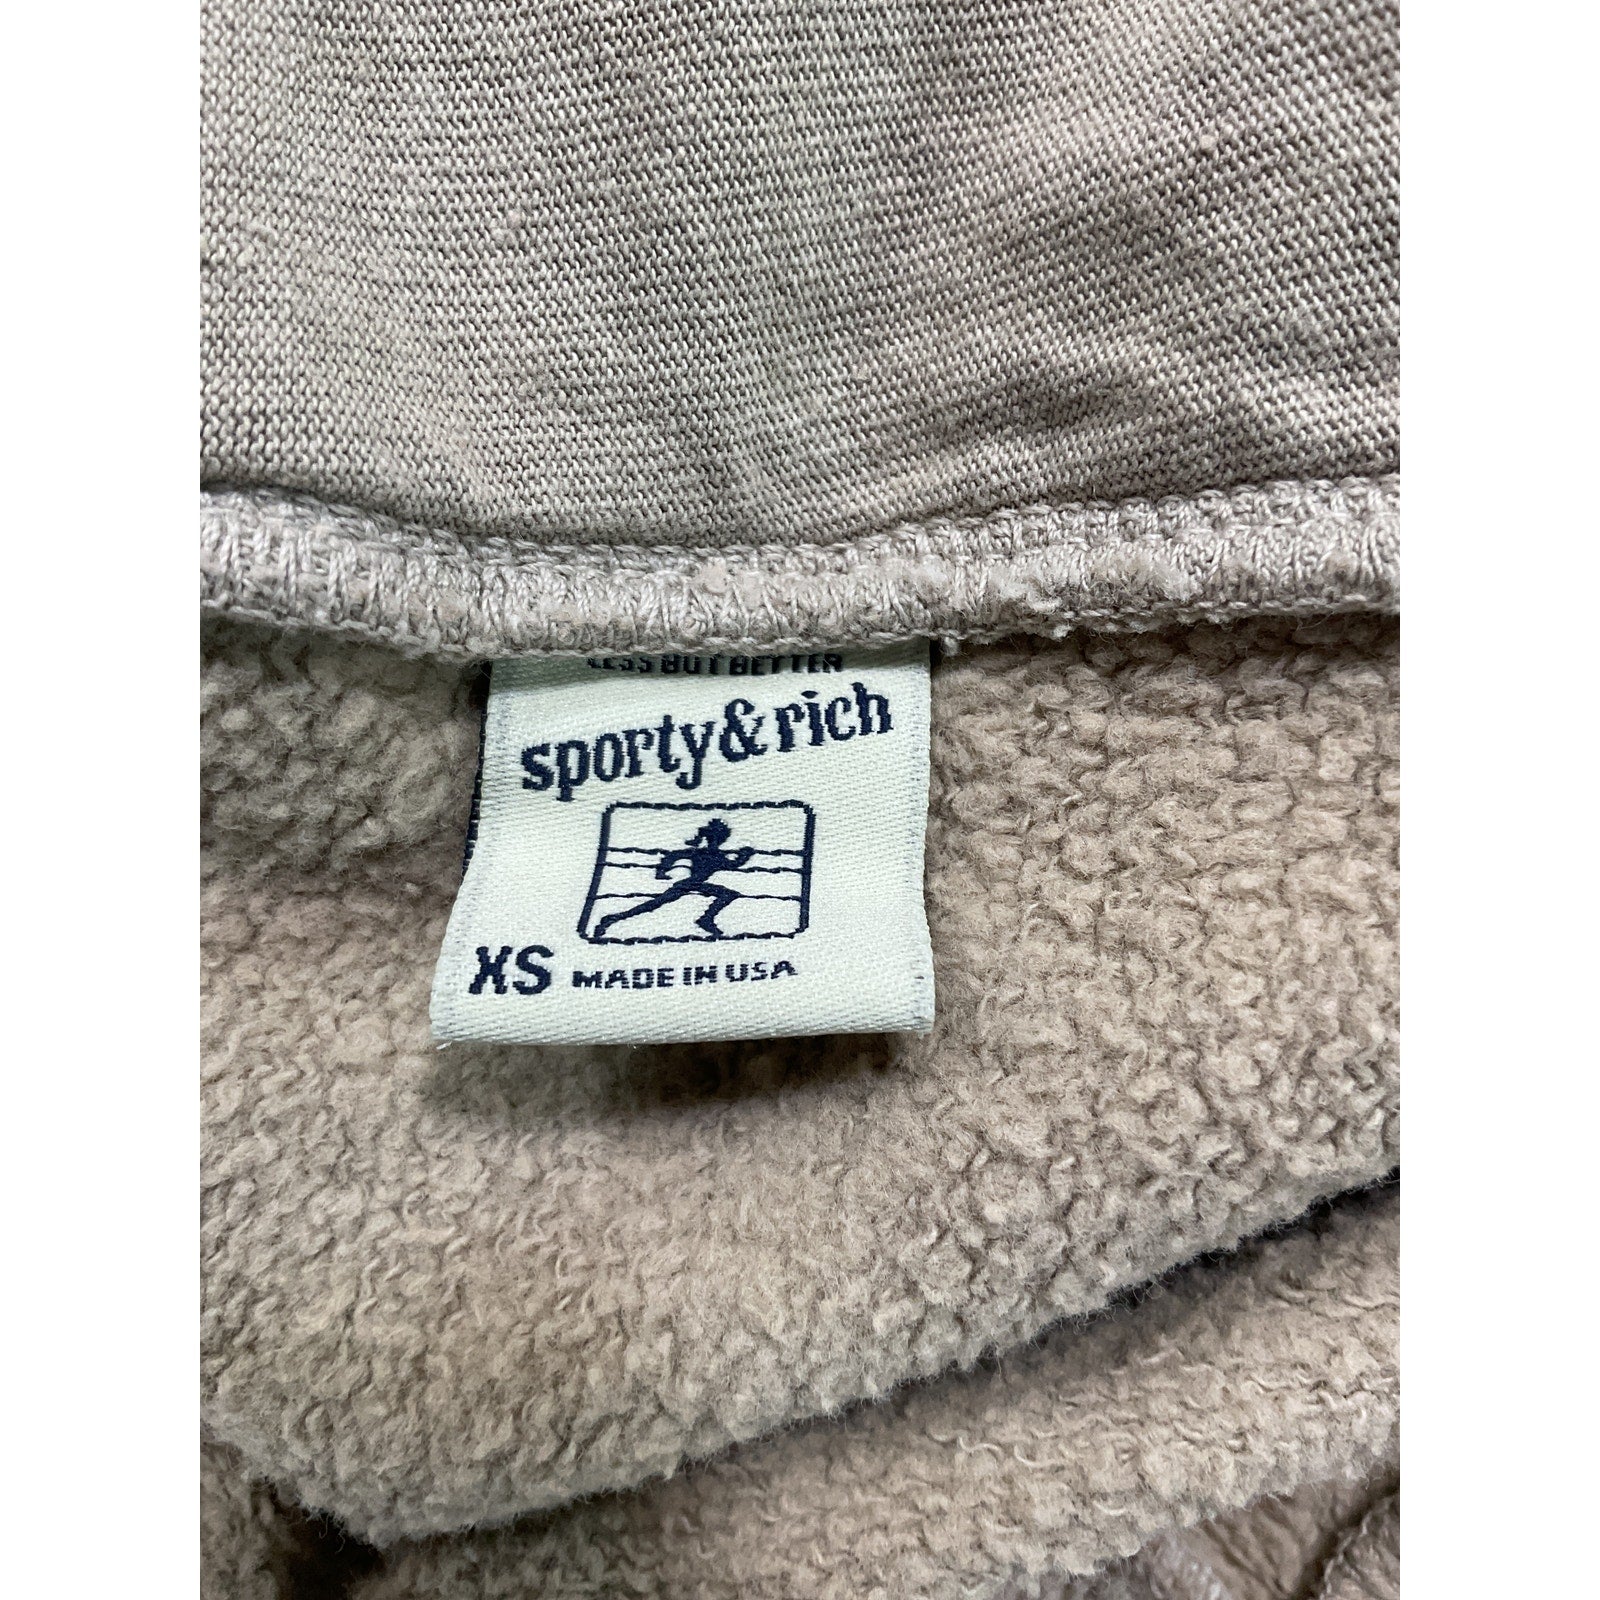 LESS BUT BETTER
sporty & rich
XS MADE IN USA